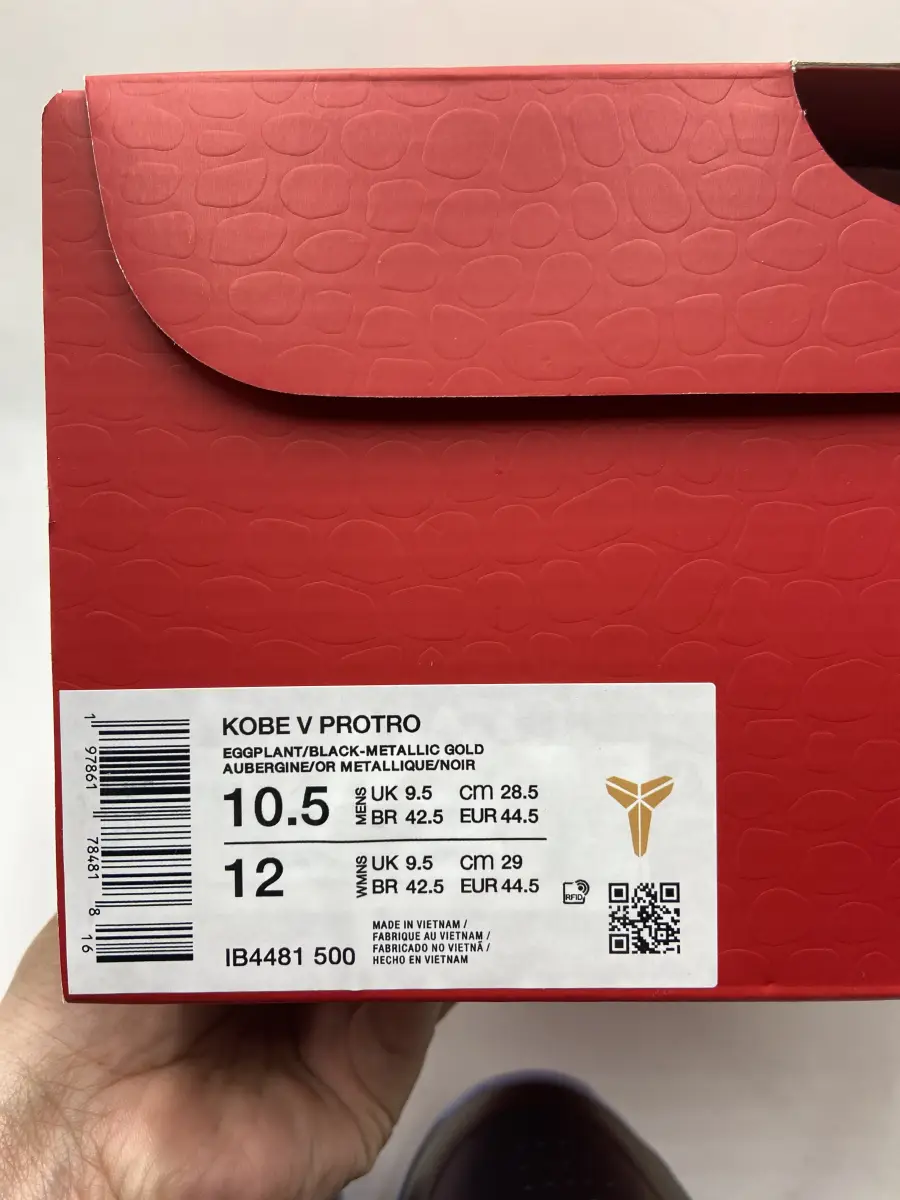 KOBE V PROTRO
EGGPLANT/BLACK-METALLIC GOLD
AUBERGINE/OR METALLIQUE/NOIR
10.5 MENS UK 9.5 CM 28.5
BR 42.5 EUR 44.5
12 WMNS UK 9.5 CM 29
BR 42.5 EUR 44.5
RFID
IB4481 500
MADE IN VIETNAM /
FABRIQUE AU VIETNAM /
FABRICADO NO VIETNÃ /
HECHO EN VIETNAM
1 97861 78481 8 16